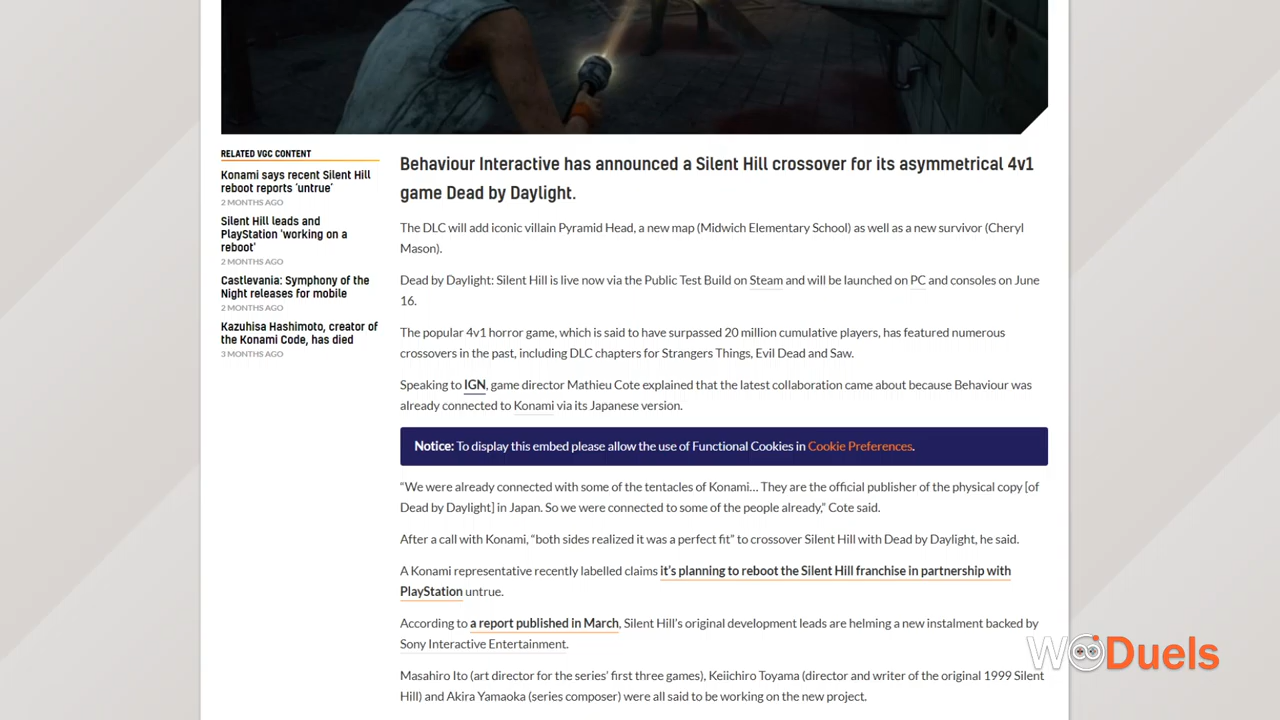 RELATED VGC CONTENT
Konami says recent Silent Hill
reboot reports 'untrue'
2 MONTHS AGO
Silent Hill leads and
PlayStation 'working on a
reboot'
2 MONTHS AGO
Castlevania: Symphony of the
Night releases for mobile
2 MONTHS AGO
Kazuhisa Hashimoto, creator of
the Konami Code, has died
3 MONTHS AGO
Behaviour Interactive has announced a Silent Hill crossover for its asymmetrical 4v1
game Dead by Daylight.
The DLC will add iconic villain Pyramid Head, a new map (Midwich Elementary School) as well as a new survivor (Cheryl
Mason).
Dead by Daylight: Silent Hill is live now via the Public Test Build on Steam and will be launched on PC and consoles on June
16.
The popular 4v1 horror game, which is said to have surpassed 20 million cumulative players, has featured numerous
crossovers in the past, including DLC chapters for Strangers Things, Evil Dead and Saw.
Speaking to IGN, game director Mathieu Cote explained that the latest collaboration came about because Behaviour was
already connected to Konami via its Japanese version.
Notice: To display this embed please allow the use of Functional Cookies in Cookie Preferences.
“We were already connected with some of the tentacles of Konami… They are the official publisher of the physical copy [of
Dead by Daylight] in Japan. So we were connected to some of the people already,” Cote said.
After a call with Konami, “both sides realized it was a perfect fit” to crossover Silent Hill with Dead by Daylight, he said.
A Konami representative recently labelled claims it’s planning to reboot the Silent Hill franchise in partnership with
PlayStation untrue.
According to a report published in March, Silent Hill’s original development leads are helming a new instalment backed by
Sony Interactive Entertainment.
Masahiro Ito (art director for the series’ first three games), Keiichiro Toyama (director and writer of the original 1999 Silent
Hill) and Akira Yamaoka (series composer) were all said to be working on the new project.
WoDuels